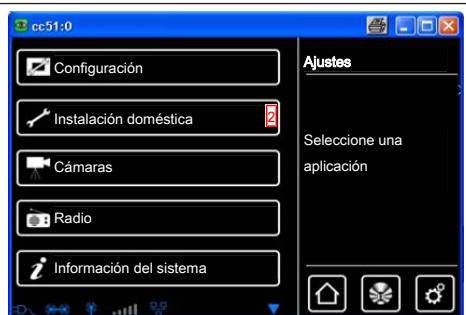 cc51:0
Configuración
Instalación doméstica 2
Cámaras
Radio
Información del sistema
Ajustes
Seleccione una
aplicación